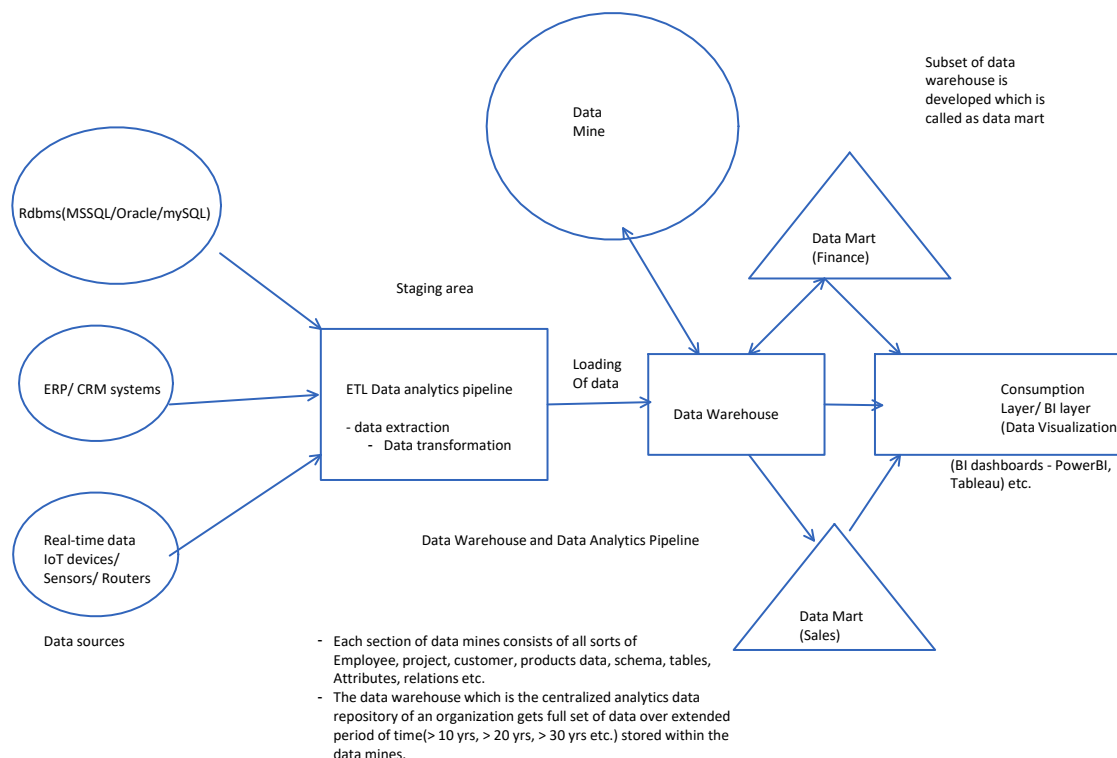 Subset of data
warehouse is
developed which is
called as data mart
Data
Mine
Rdbms(MSSQL/Oracle/mySQL)
Data Mart
(Finance)
Staging area
ERP/ CRM systems
ETL Data analytics pipeline
- data extraction
- Data transformation
Loading
Of data
Data Warehouse
Consumption
Layer/ BI layer
(Data Visualization
(BI dashboards - PowerBI,
Tableau) etc.
Real-time data
IoT devices/
Sensors/ Routers
Data Warehouse and Data Analytics Pipeline
Data Mart
(Sales)
Data sources
- Each section of data mines consists of all sorts of
Employee, project, customer, products data, schema, tables,
Attributes, relations etc.
- The data warehouse which is the centralized analytics data
repository of an organization gets full set of data over extended
period of time(> 10 yrs, > 20 yrs, > 30 yrs etc.) stored within the
data mines.